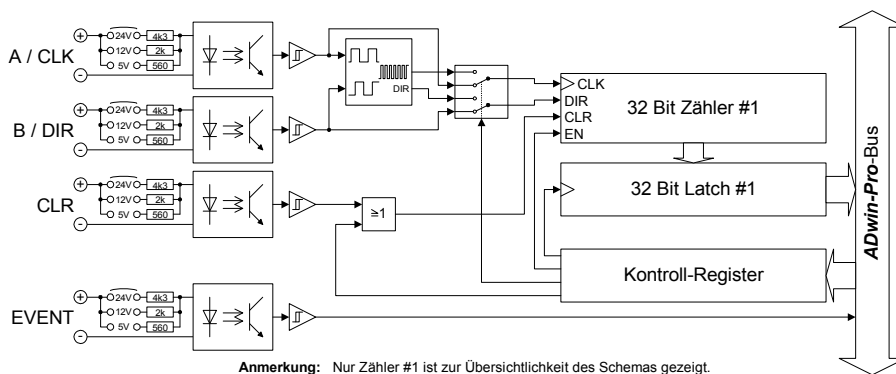 A / CLK
24V 4k3
12V 2k
5V 560
B / DIR
24V 4k3
12V 2k
5V 560
DIR
CLR
24V 4k3
12V 2k
5V 560
≥1
EVENT
24V 4k3
12V 2k
5V 560
CLK
DIR
CLR
EN
32 Bit Zähler #1
32 Bit Latch #1
Kontroll-Register
ADwin-Pro-Bus
Anmerkung: Nur Zähler #1 ist zur Übersichtlichkeit des Schemas gezeigt.